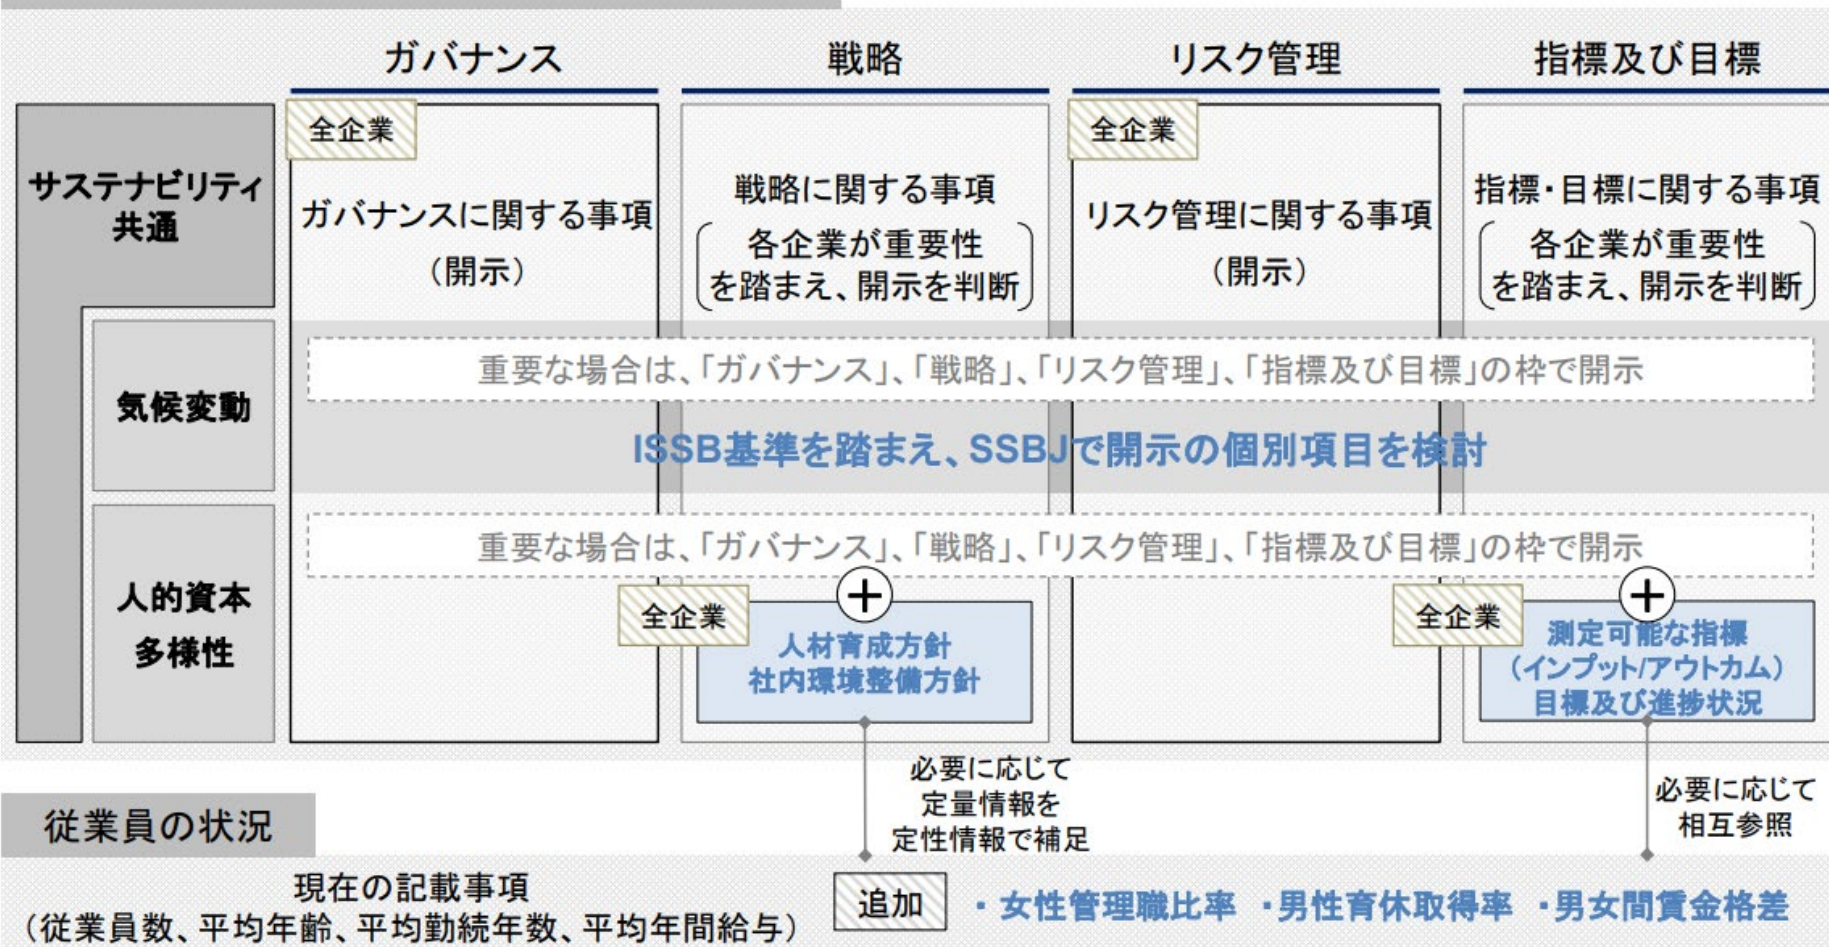 ガバナンス
戦略
リスク管理
指標及び目標
サステナビリティ
共通
全企業
ガバナンスに関する事項
（開示）
戦略に関する事項
各企業が重要性
を踏まえ、開示を判断
全企業
リスク管理に関する事項
（開示）
指標・目標に関する事項
各企業が重要性
を踏まえ、開示を判断
気候変動
重要な場合は、「ガバナンス」、「戦略」、「リスク管理」、「指標及び目標」の枠で開示
ISSB基準を踏まえ、SSBJで開示の個別項目を検討
人的資本
多様性
重要な場合は、「ガバナンス」、「戦略」、「リスク管理」、「指標及び目標」の枠で開示
全企業
＋
人材育成方針
社内環境整備方針
全企業
＋
測定可能な指標
（インプット/アウトカム）
目標及び進捗状況
必要に応じて
定量情報を
定性情報で補足
必要に応じて
相互参照
従業員の状況
現在の記載事項
（従業員数、平均年齢、平均勤続年数、平均年間給与）
追加
・女性管理職比率 ・男性育休取得率 ・男女間賃金格差